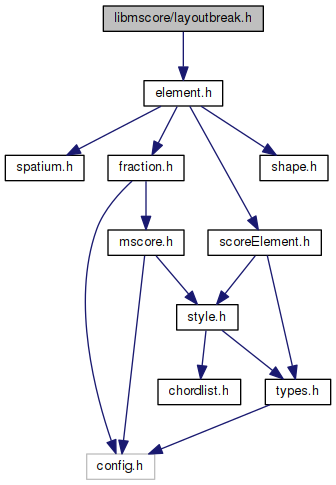 libmscore/layoutbreak.h
element.h
spatium.h
fraction.h
shape.h
mscore.h
scoreElement.h
style.h
chordlist.h
types.h
config.h